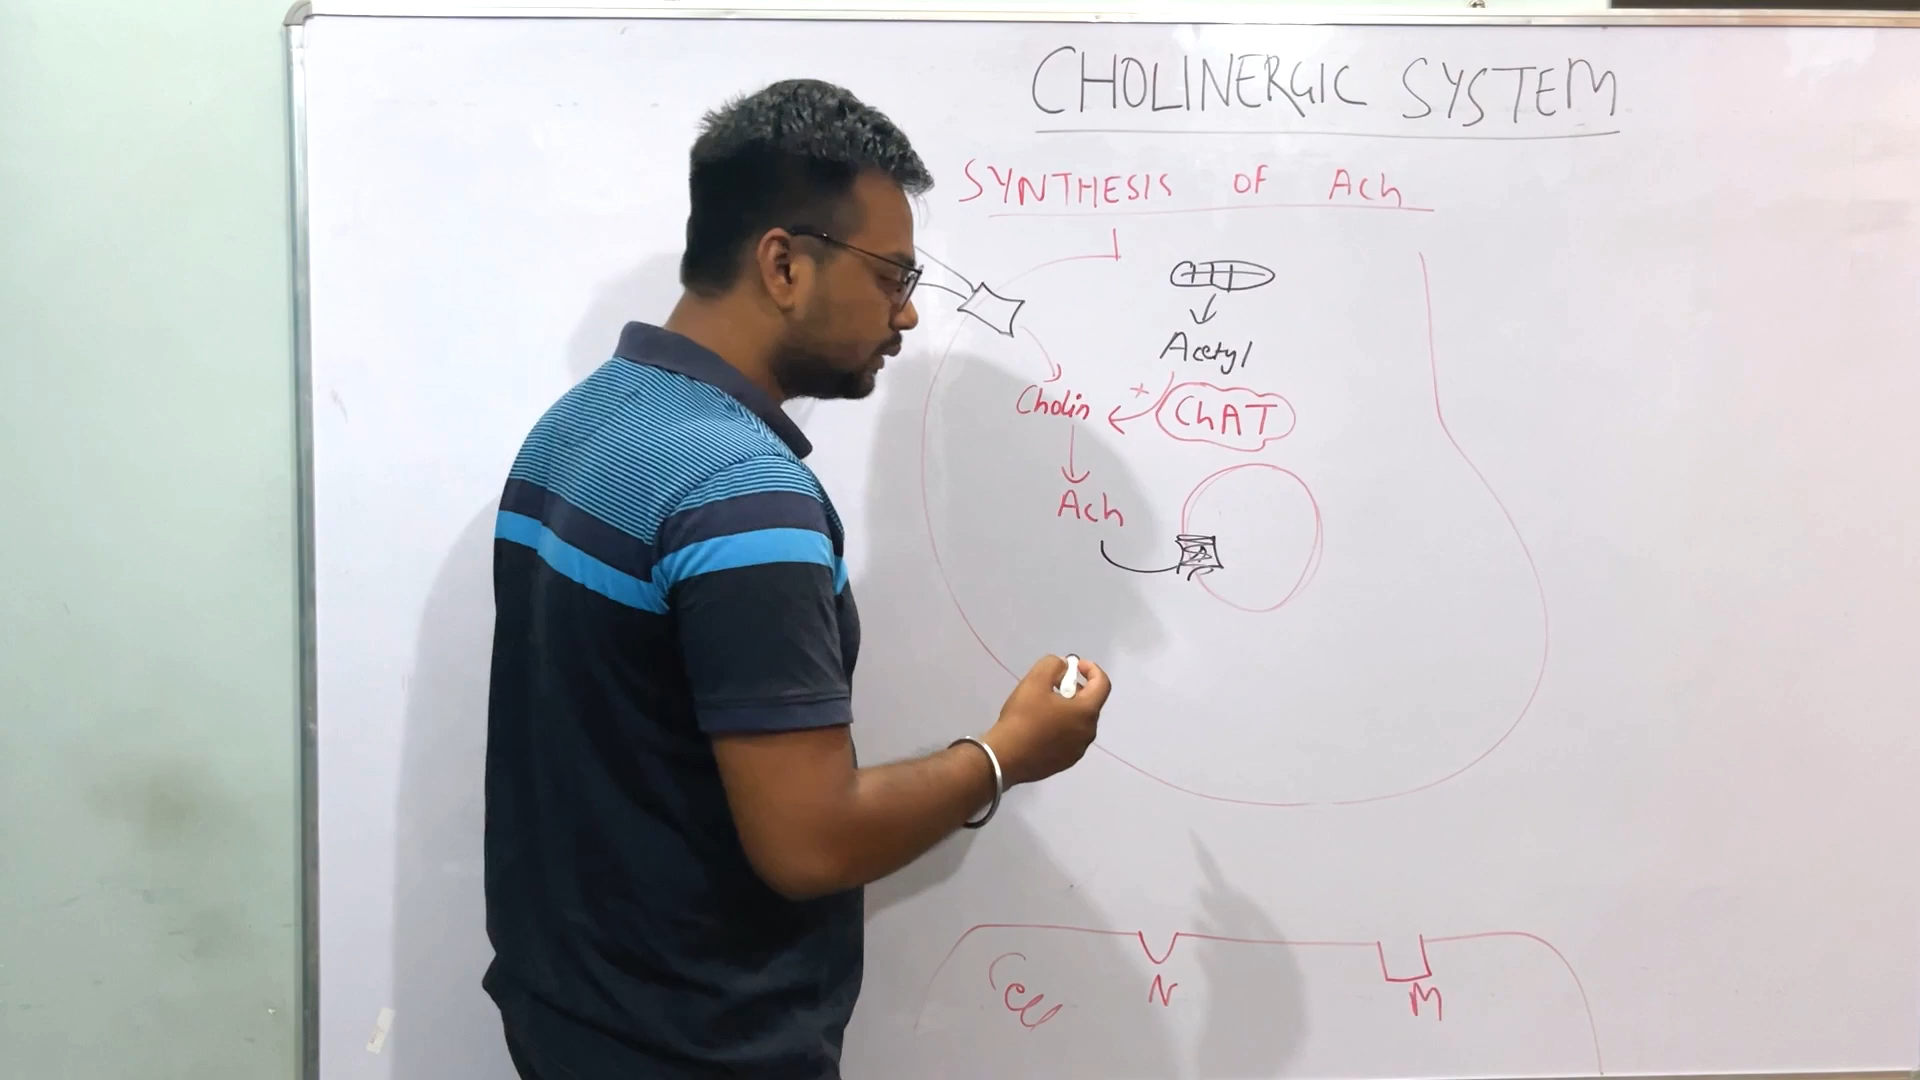 CHOLINERGIC SYSTEM
SYNTHESIS OF Ach
Acetyl
Cholin
ChAT
Ach
Cell
N
M